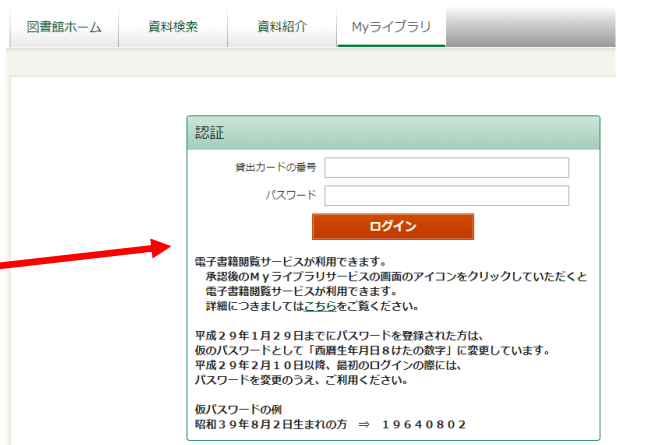 図書館ホーム 資料検索 資料紹介 Myライブラリ
認証
貸出カードの番号
パスワード
ログイン
電子書籍閲覧サービスが利用できます。
承認後のＭｙライブラリサービスの画面のアイコンをクリックしていただくと
電子書籍閲覧サービスが利用できます。
詳細につきましてはこちらをご覧ください。
平成２９年１月２９日までにパスワードを登録された方は、
仮のパスワードとして「西暦生年月日８けたの数字」に変更しています。
平成２９年２月１０日以降、最初のログインの際には、
パスワードを変更のうえ、ご利用ください。
仮パスワードの例
昭和３９年８月２日生まれの方　⇒　１９６４０８０２